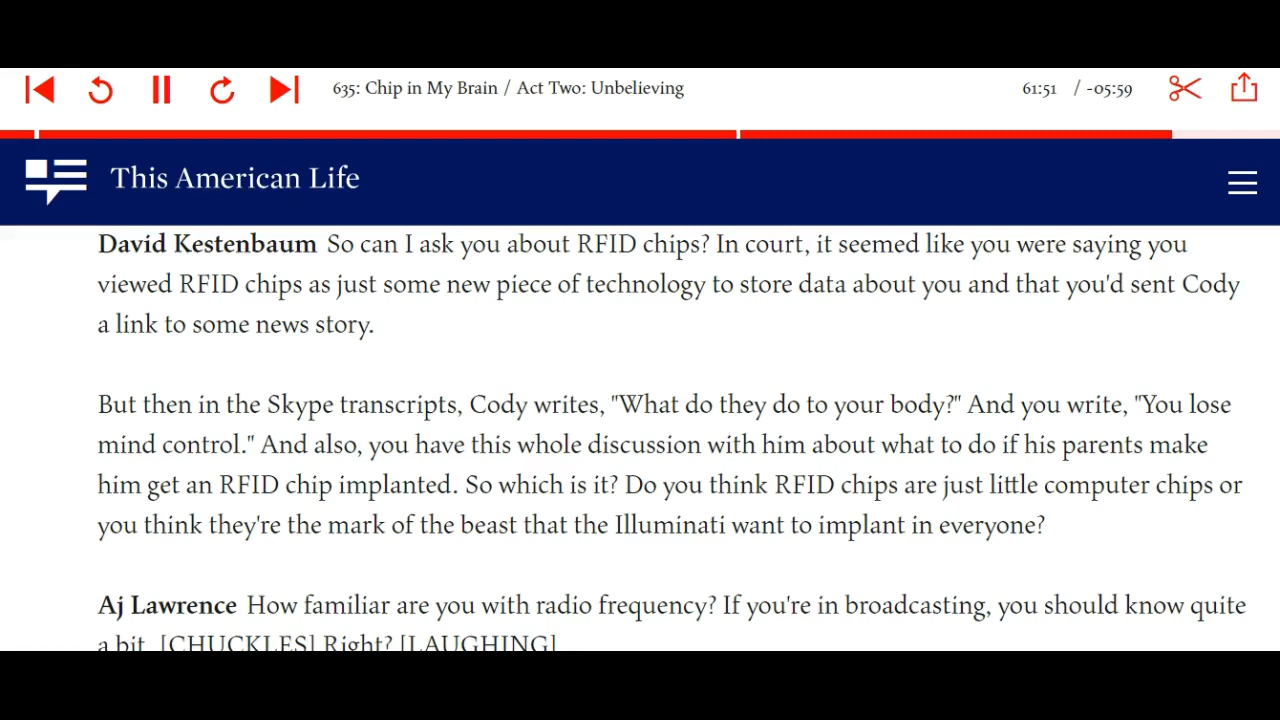 635: Chip in My Brain / Act Two: Unbelieving
61:51 / -05:59
This American Life
David Kestenbaum So can I ask you about RFID chips? In court, it seemed like you were saying you
viewed RFID chips as just some new piece of technology to store data about you and that you'd sent Cody
a link to some news story.
But then in the Skype transcripts, Cody writes, "What do they do to your body?" And you write, "You lose
mind control." And also, you have this whole discussion with him about what to do if his parents make
him get an RFID chip implanted. So which is it? Do you think RFID chips are just little computer chips or
you think they're the mark of the beast that the Illuminati want to implant in everyone?
Aj Lawrence How familiar are you with radio frequency? If you're in broadcasting, you should know quite
a bit. [CHUCKLES] Right? [LAUGHING]